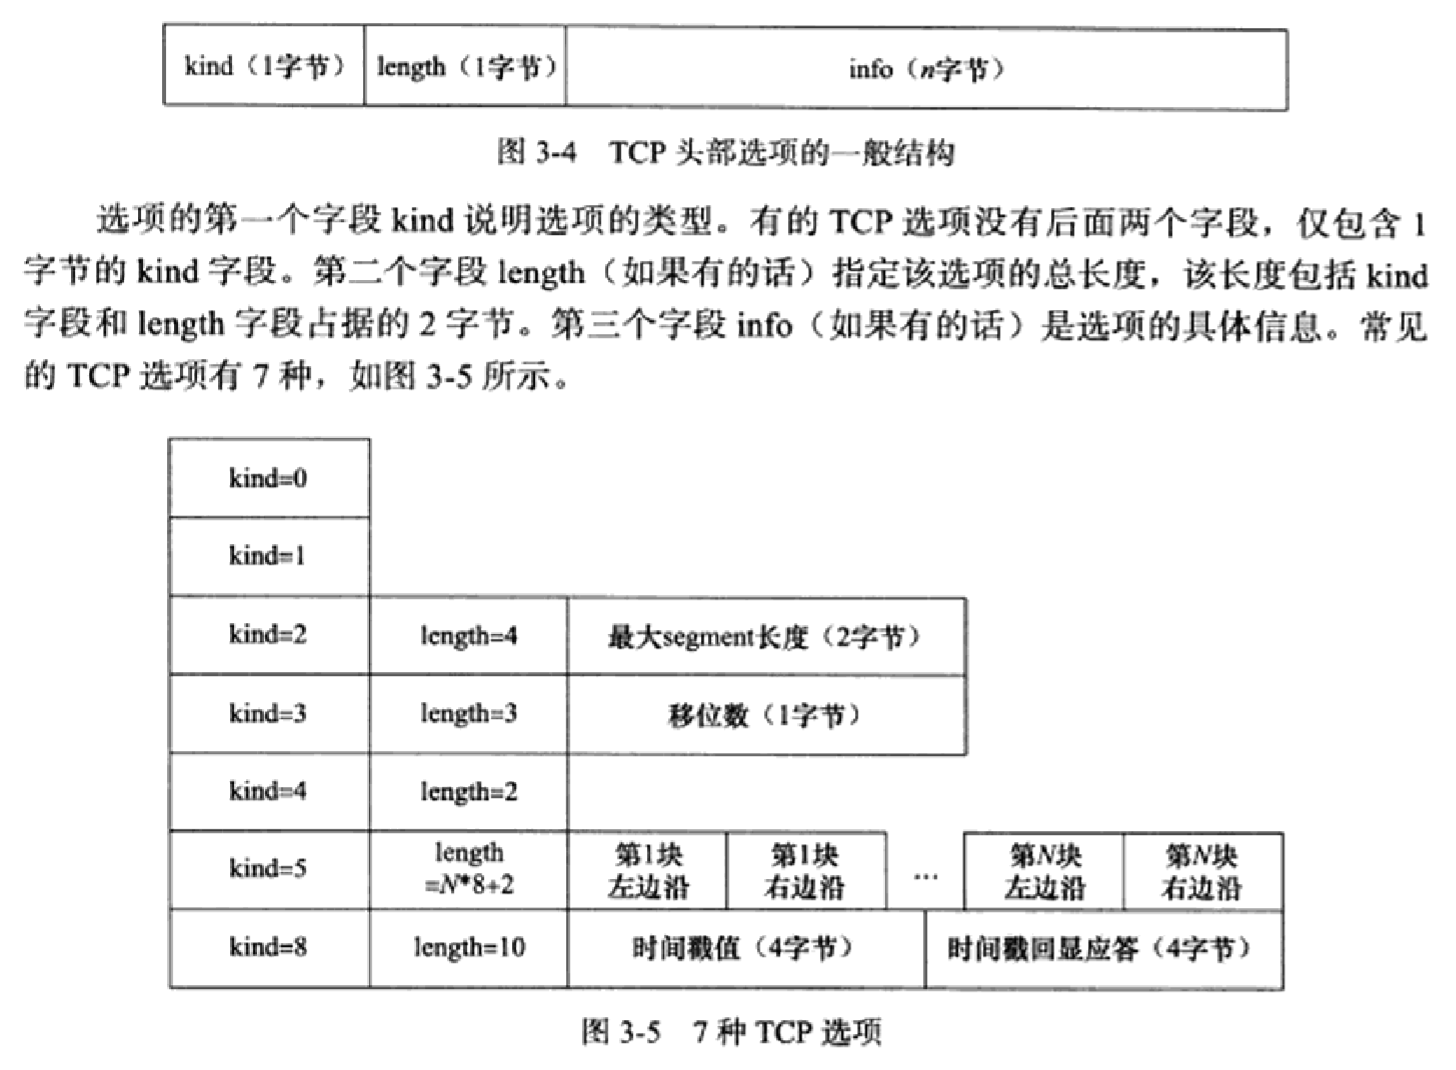 kind（1字节） length（1字节） info（n字节）
图 3-4 TCP 头部选项的一般结构
选项的第一个字段 kind 说明选项的类型。有的 TCP 选项没有后面两个字段，仅包含 1
字节的 kind 字段。第二个字段 length（如果有的话）指定该选项的总长度，该长度包括 kind
字段和 length 字段占据的 2 字节。第三个字段 info（如果有的话）是选项的具体信息。常见
的 TCP 选项有 7 种，如图 3-5 所示。
kind=0
kind=1
kind=2 length=4 最大segment长度（2字节）
kind=3 length=3 移位数（1字节）
kind=4 length=2
kind=5
length
=N*8+2
第1块
左边沿
第1块
右边沿
...
第N块
左边沿
第N块
右边沿
kind=8 length=10 时间戳值（4字节） 时间戳回显应答（4字节）
图 3-5 7 种 TCP 选项